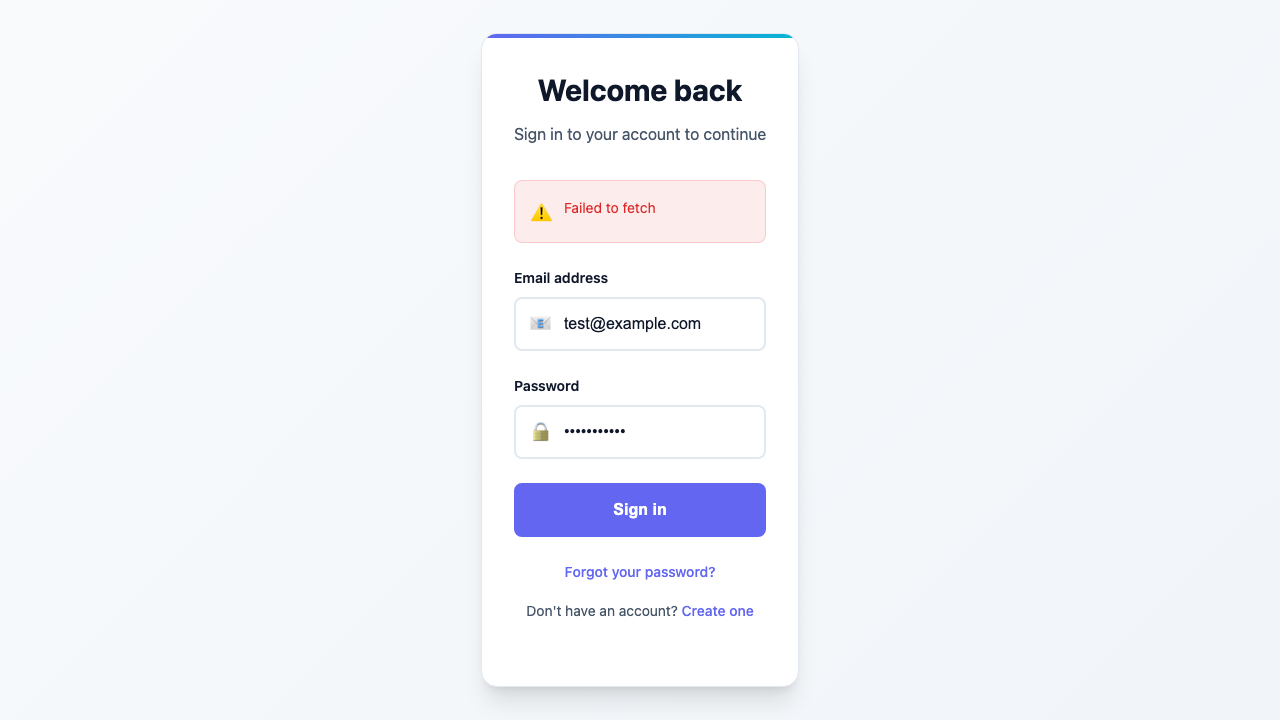 Welcome back
Sign in to your account to continue
Failed to fetch
Email address
test@example.com
Password
•••••••••••
Sign in
Forgot your password?
Don't have an account? Create one